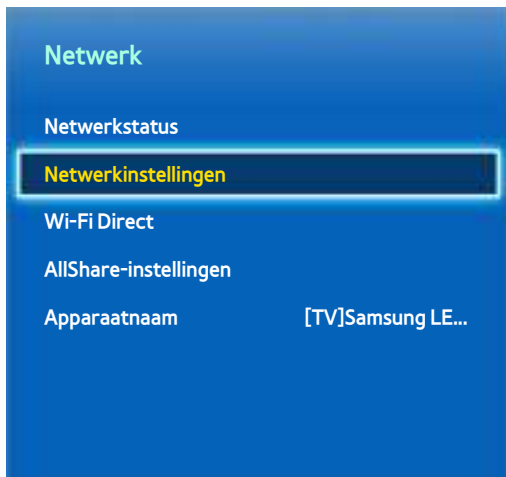 Netwerk
Netwerkstatus
Netwerkinstellingen
Wi-Fi Direct
AllShare-instellingen
Apparaatnaam [TV]Samsung LE...